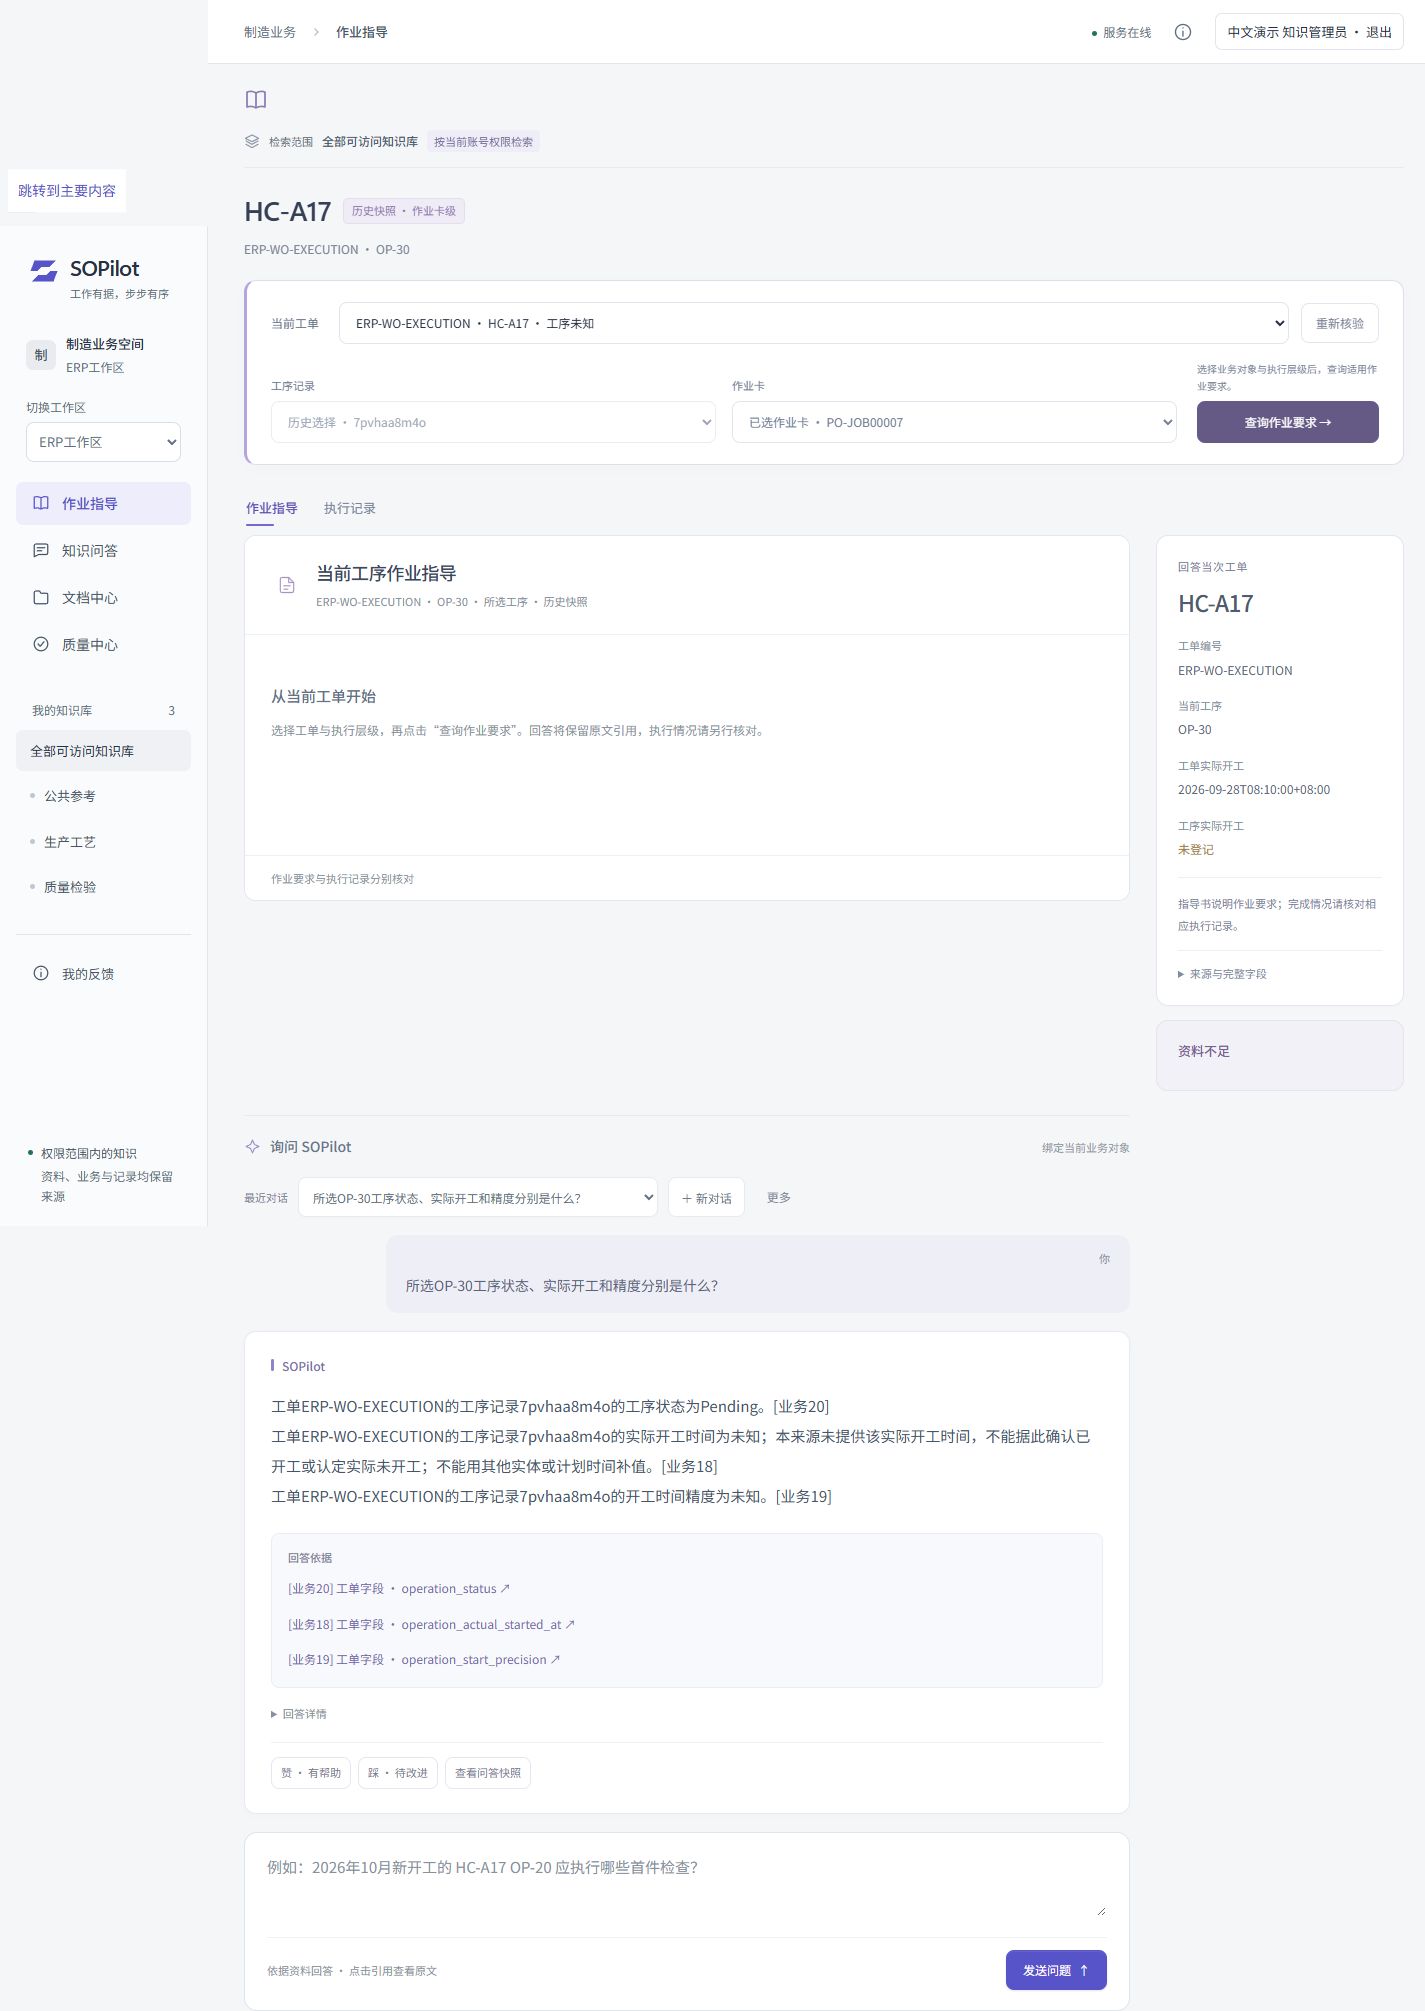 制造业务 › 作业指导
服务在线
中文演示 知识管理员 · 退出
检索范围 全部可访问知识库 按当前账号权限检索
跳转到主要内容
SOPilot
工作有据，步步有序
制
制造业务空间
ERP工作区
切换工作区
ERP工作区
作业指导
知识问答
文档中心
质量中心
我的知识库 3
全部可访问知识库
公共参考
生产工艺
质量检验
我的反馈
权限范围内的知识
资料、业务与记录均保留
来源
HC-A17 历史快照 · 作业卡级
ERP-WO-EXECUTION · OP-30
当前工单 ERP-WO-EXECUTION · HC-A17 · 工序未知 重新核验
工序记录
历史选择 · 7pvhaa8m4o
作业卡
已选作业卡 · PO-JOB00007
选择业务对象与执行层级后，查询适用作
业要求。
查询作业要求 →
作业指导 执行记录
当前工序作业指导
ERP-WO-EXECUTION · OP-30 · 所选工序 · 历史快照
从当前工单开始
选择工单与执行层级，再点击“查询作业要求”。回答将保留原文引用，执行情况请另行核对。
作业要求与执行记录分别核对
回答当次工单
HC-A17
工单编号
ERP-WO-EXECUTION
当前工序
OP-30
工单实际开工
2026-09-28T08:10:00+08:00
工序实际开工
未登记
指导书说明作业要求；完成情况请核对相
应执行记录。
▶ 来源与完整字段
资料不足
询问 SOPilot
绑定当前业务对象
最近对话 所选OP-30工序状态、实际开工和精度分别是什么？ ＋ 新对话 更多
你
所选OP-30工序状态、实际开工和精度分别是什么？
SOPilot
工单ERP-WO-EXECUTION的工序记录7pvhaa8m4o的工序状态为Pending。[业务20]
工单ERP-WO-EXECUTION的工序记录7pvhaa8m4o的实际开工时间为未知；本来源未提供该实际开工时间，不能据此确认已
开工或认定实际未开工；不能用其他实体或计划时间补值。[业务18]
工单ERP-WO-EXECUTION的工序记录7pvhaa8m4o的开工时间精度为未知。[业务19]
回答依据
[业务20] 工单字段 · operation_status ↗
[业务18] 工单字段 · operation_actual_started_at ↗
[业务19] 工单字段 · operation_start_precision ↗
▶ 回答详情
赞 · 有帮助 踩 · 待改进 查看问答快照
例如：2026年10月新开工的 HC-A17 OP-20 应执行哪些首件检查？
依据资料回答 · 点击引用查看原文
发送问题 ↑